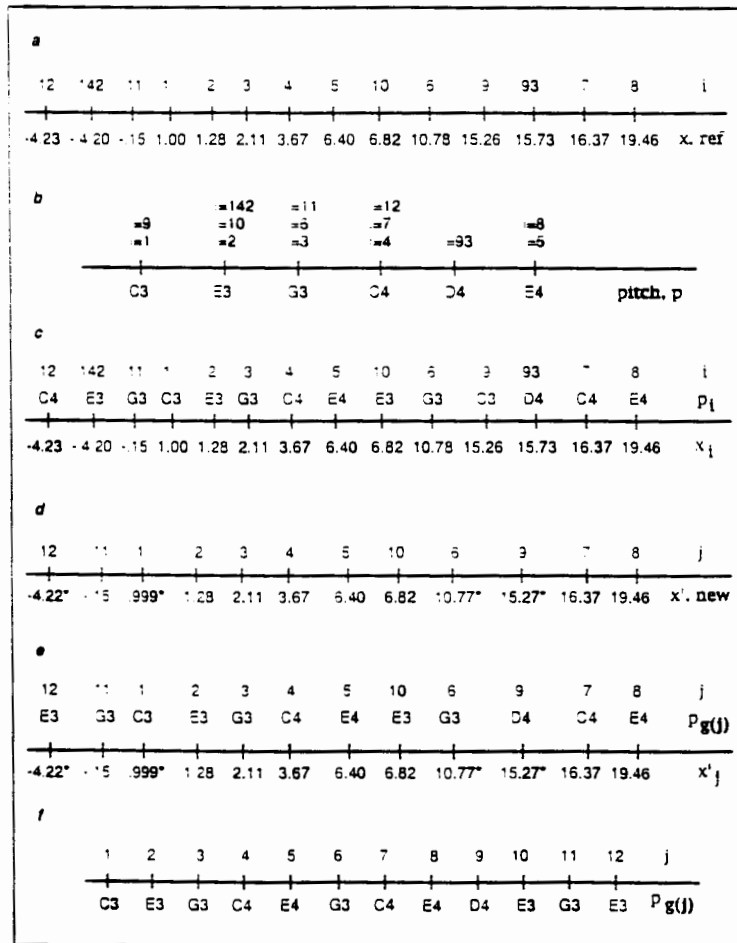 a
12 142 11 1 2 3 4 5 10 6 9 93 7 8 i
-4.23 -4.20 -.15 1.00 1.28 2.11 3.67 6.40 6.82 10.78 15.26 15.73 16.37 19.46 x, ref
b
i=142 i=11 i=12
i=9 i=10 i=6 i=7 i=8
i=1 i=2 i=3 i=4 i=93 i=5
C3 E3 G3 C4 D4 E4 pitch, p
c
12 142 11 1 2 3 4 5 10 6 9 93 7 8 i
C4 E3 G3 C3 E3 G3 C4 E4 E3 G3 C3 D4 C4 E4 pi
-4.23 -4.20 -.15 1.00 1.28 2.11 3.67 6.40 6.82 10.78 15.26 15.73 16.37 19.46 xi
d
12 11 1 2 3 4 5 10 6 9 7 8 j
-4.22* -.15 .999* 1.28 2.11 3.67 6.40 6.82 10.77* 15.27* 16.37 19.46 x', new
e
12 11 1 2 3 4 5 10 6 9 7 8 j
E3 G3 C3 E3 G3 C4 E4 E3 G3 D4 C4 E4 Pg(j)
-4.22* -.15 .999* 1.28 2.11 3.67 6.40 6.82 10.77* 15.27* 16.37 19.46 x'j
f
1 2 3 4 5 6 7 8 9 10 11 12 j
C3 E3 G3 C4 E4 G3 C4 E4 D4 E3 G3 E3 Pg(j)